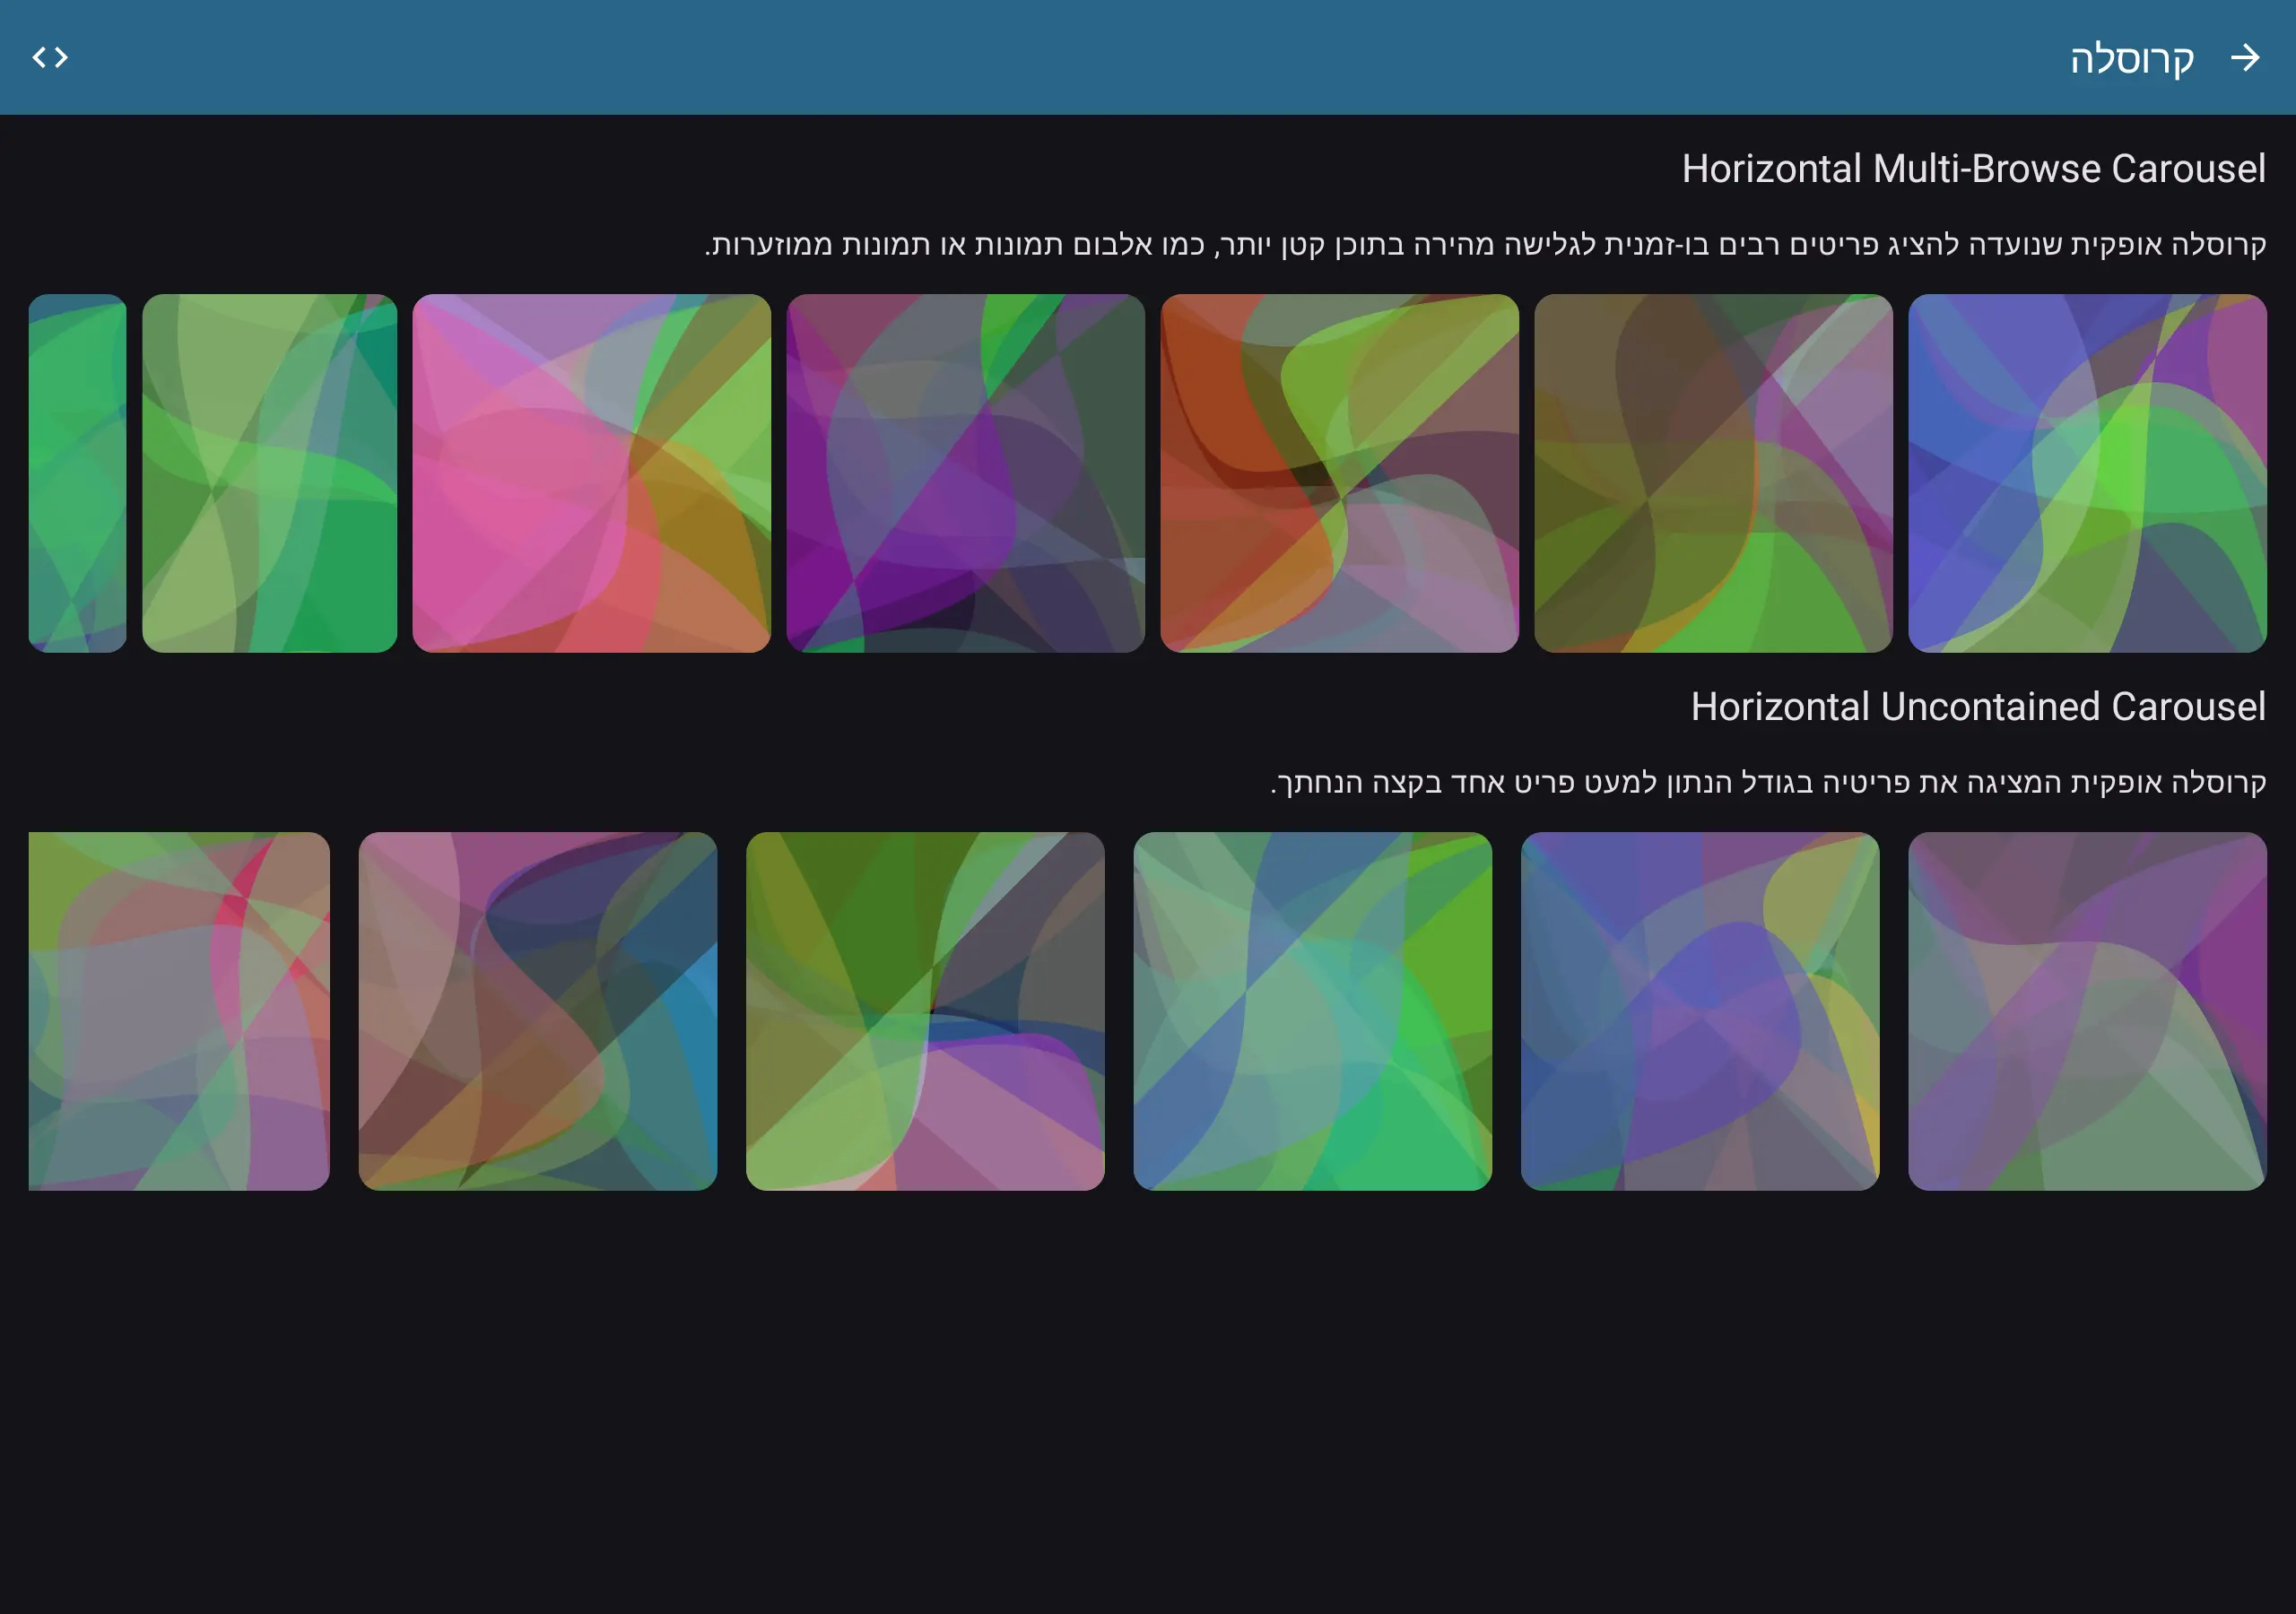 קרוסלה
Horizontal Multi-Browse Carousel
קרוסלה אופקית שנועדה להציג פריטים רבים בו-זמנית לגלישה מהירה בתוכן קטן יותר, כמו אלבום תמונות או תמונות ממוזערות.
Horizontal Uncontained Carousel
קרוסלה אופקית המציגה את פריטיה בגודל הנתון למעט פריט אחד בקצה הנחתך.